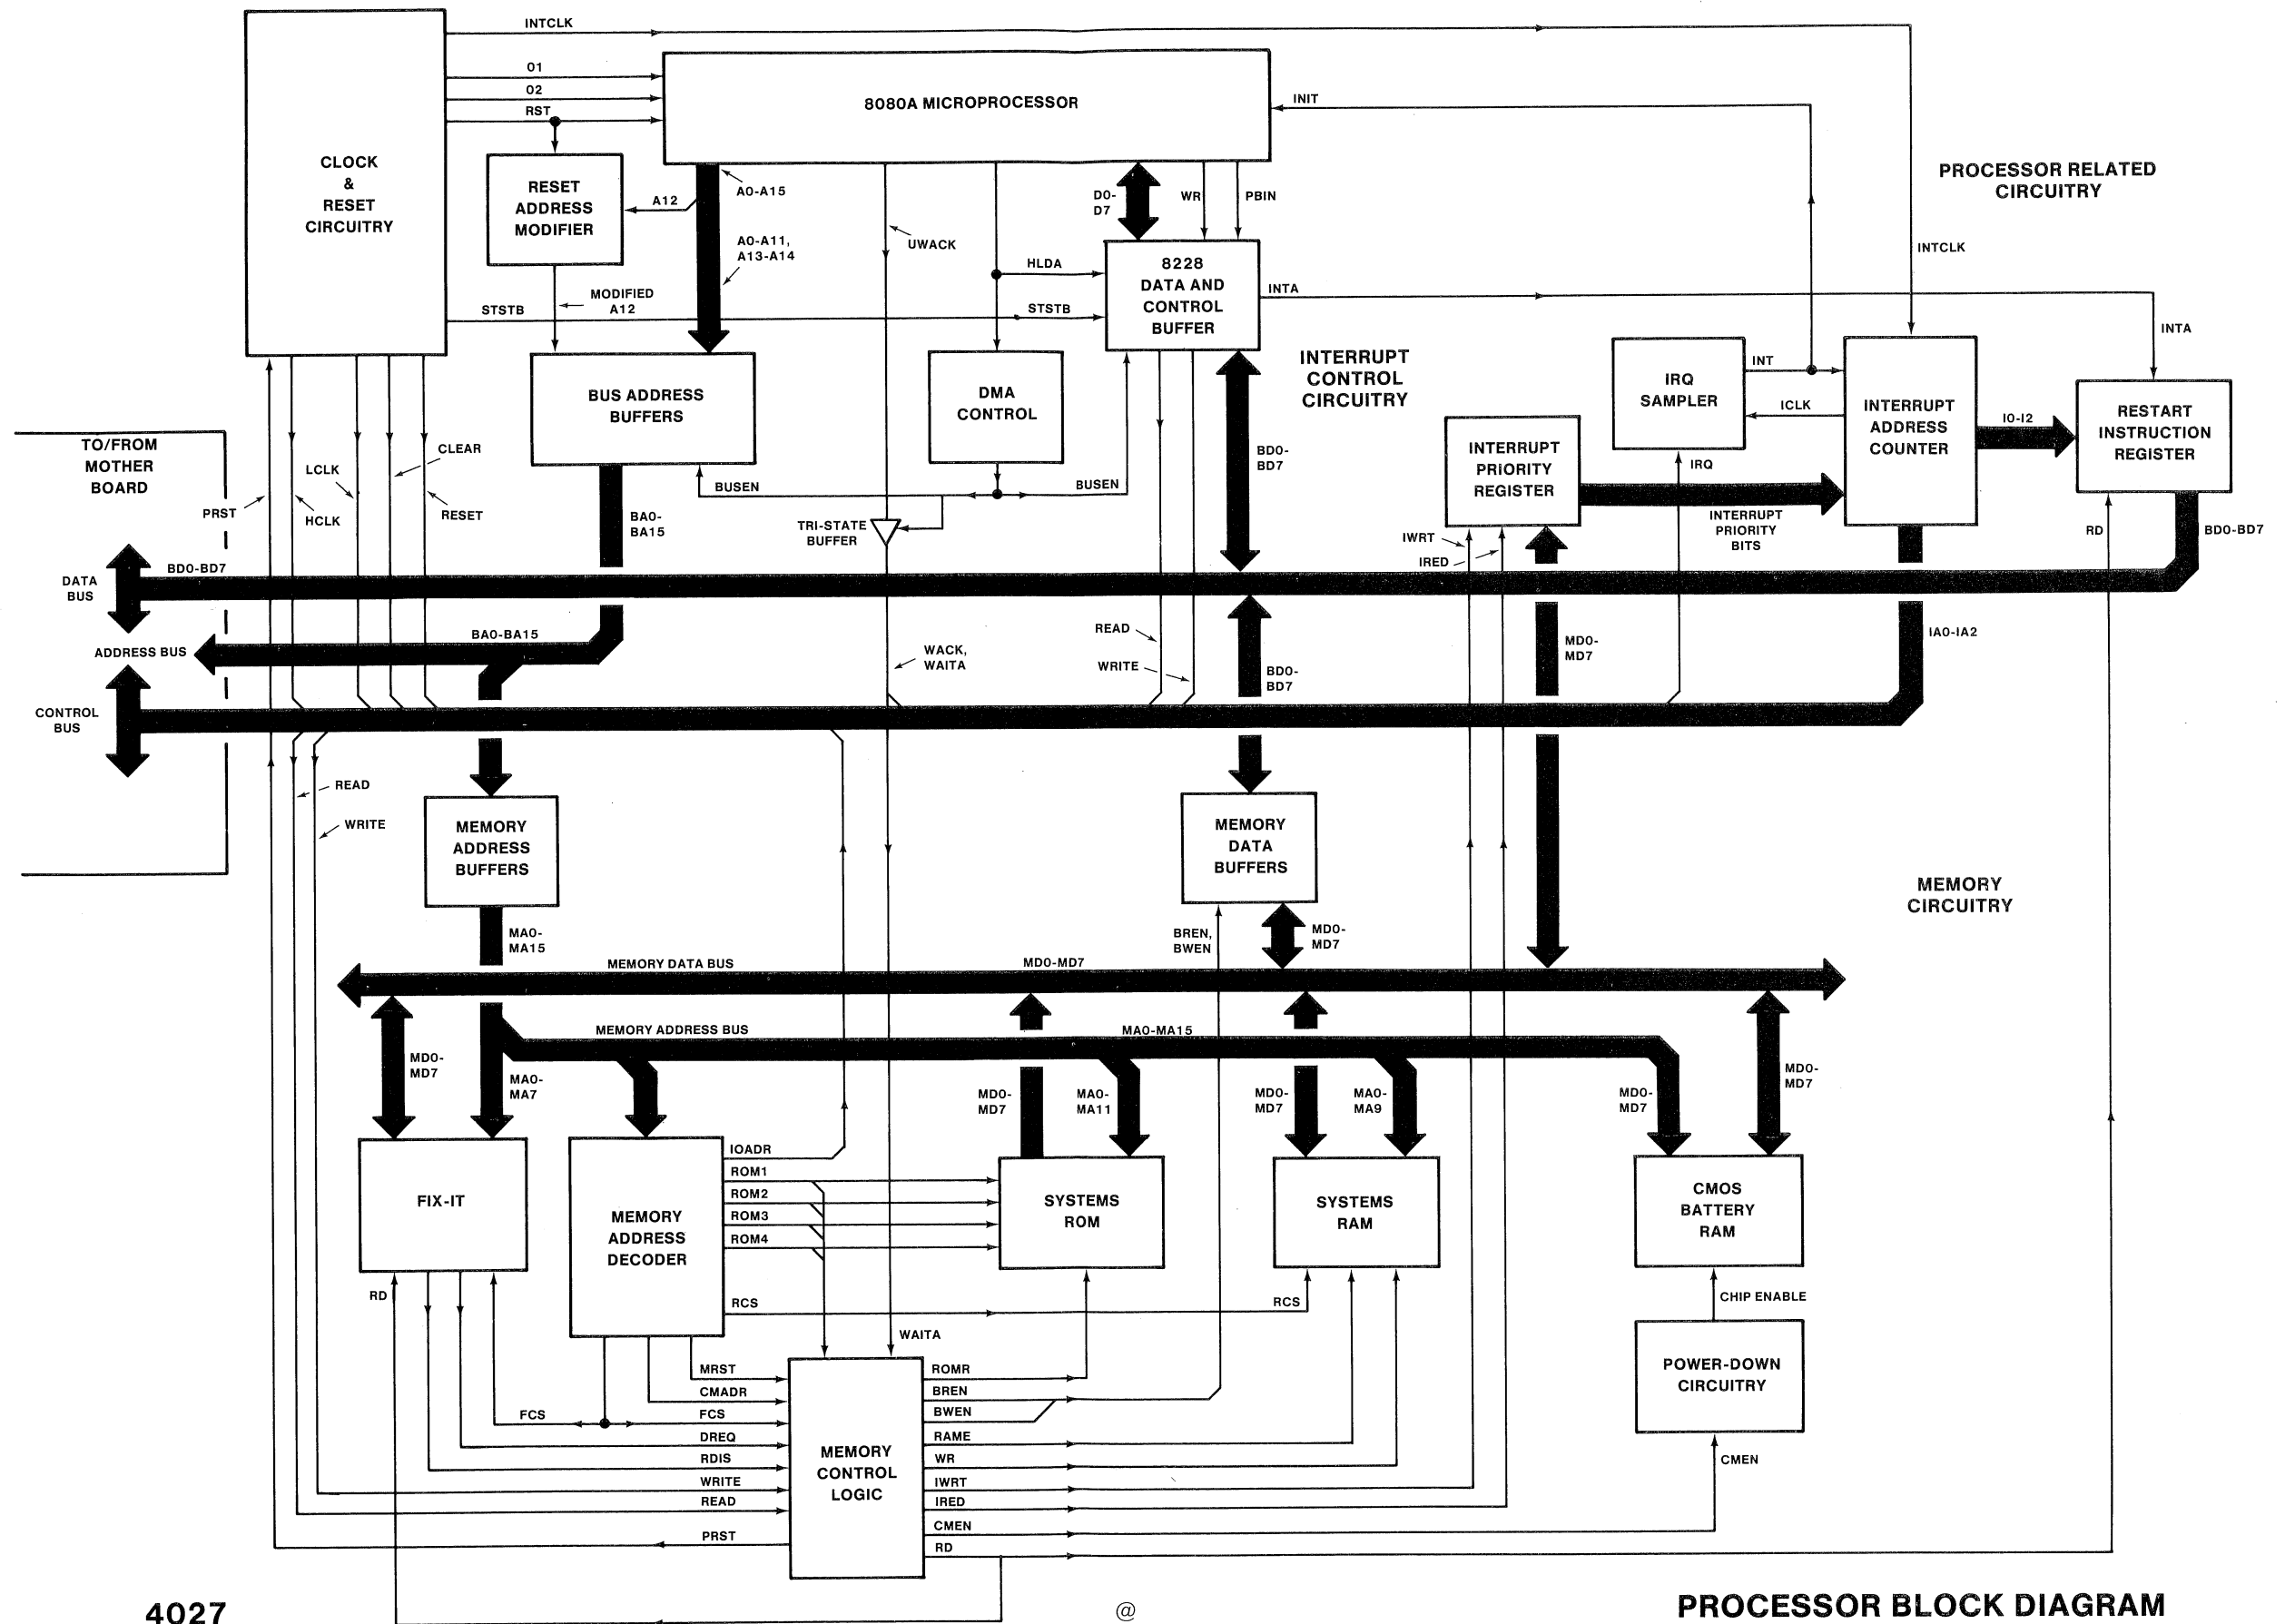 INTCLK
O1
O2
RST
8080A MICROPROCESSOR
INIT
CLOCK
&
RESET
CIRCUITRY
PROCESSOR RELATED
CIRCUITRY
RESET
ADDRESS
MODIFIER
A12
A0-A15
A0-A11,
A13-A14
UWACK
D0-
D7
WR
PBIN
INTCLK
HLDA
8228
DATA AND
CONTROL
BUFFER
INTA
MODIFIED
A12
STSTB
STSTB
INTA
BUS ADDRESS
BUFFERS
DMA
CONTROL
INTERRUPT
CONTROL
CIRCUITRY
IRQ
SAMPLER
INT
ICLK
INTERRUPT
ADDRESS
COUNTER
I0-I2
RESTART
INSTRUCTION
REGISTER
TO/FROM
MOTHER
BOARD
CLEAR
LCLK
PRST
HCLK
RESET
BUSEN
BUSEN
BD0-
BD7
INTERRUPT
PRIORITY
REGISTER
IRQ
INTERRUPT
PRIORITY
BITS
BA0-
BA15
TRI-STATE
BUFFER
IWRT
IRED
RD
BD0-BD7
DATA
BUS
BD0-BD7
ADDRESS BUS
BA0-BA15
WACK,
WAITA
READ
WRITE
BD0-
BD7
MD0-
MD7
IA0-IA2
CONTROL
BUS
READ
WRITE
MEMORY
ADDRESS
BUFFERS
MEMORY
DATA
BUFFERS
MEMORY
CIRCUITRY
MA0-
MA15
BREN,
BWEN
MD0-
MD7
MEMORY DATA BUS
MD0-MD7
MEMORY ADDRESS BUS
MA0-MA15
MD0-
MD7
MA0-
MA7
MD0-
MD7
MA0-
MA11
MD0-
MD7
MA0-
MA9
MD0-
MD7
MD0-
MD7
FIX-IT
MEMORY
ADDRESS
DECODER
IOADR
ROM1
ROM2
ROM3
ROM4
SYSTEMS
ROM
SYSTEMS
RAM
CMOS
BATTERY
RAM
RD
RCS
RCS
CHIP ENABLE
WAITA
POWER-DOWN
CIRCUITRY
MRST
CMADR
FCS
FCS
DREQ
RDIS
WRITE
READ
PRST
MEMORY
CONTROL
LOGIC
ROMR
BREN
BWEN
RAME
WR
IWRT
IRED
CMEN
RD
CMEN
4027
@
PROCESSOR BLOCK DIAGRAM